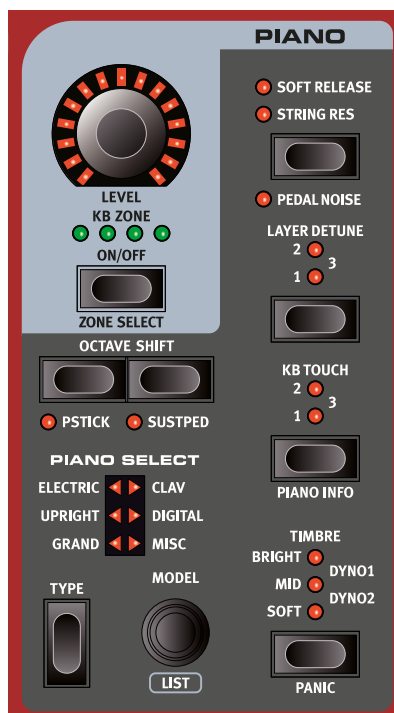 PIANO
SOFT RELEASE
STRING RES
PEDAL NOISE
LEVEL
KB ZONE
ON/OFF
ZONE SELECT
LAYER DETUNE
2
3
1
OCTAVE SHIFT
PSTICK SUSTPED
KB TOUCH
2
3
1
PIANO INFO
PIANO SELECT
ELECTRIC CLAV
UPRIGHT DIGITAL
GRAND MISC
TYPE
MODEL
LIST
TIMBRE
BRIGHT
DYNO1
MID
DYNO2
SOFT
PANIC